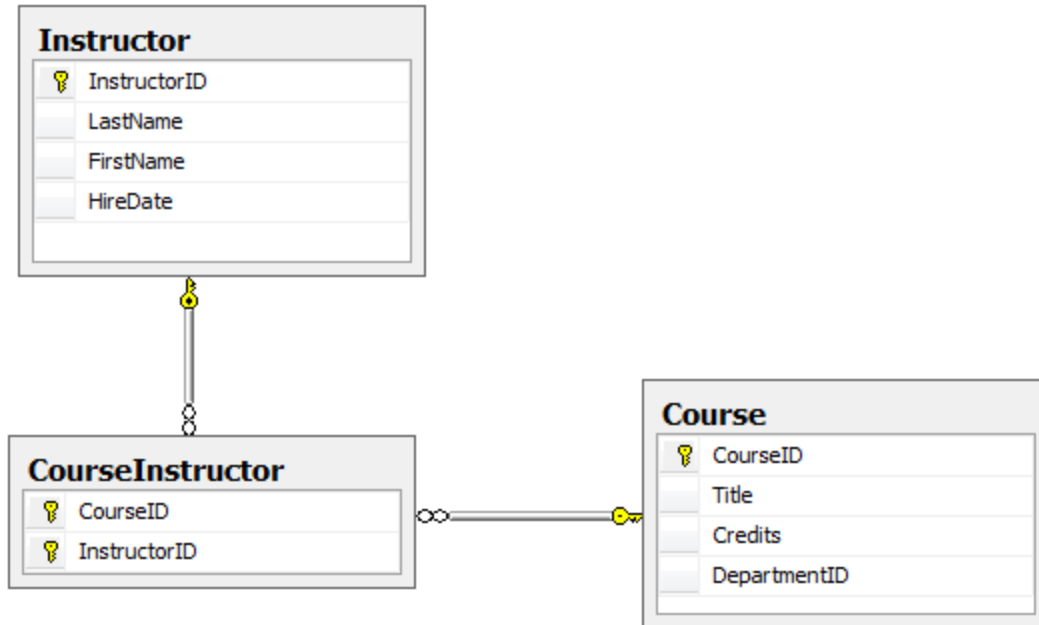 Instructor
InstructorID
LastName
FirstName
HireDate
CourseInstructor
CourseID
InstructorID
Course
CourseID
Title
Credits
DepartmentID